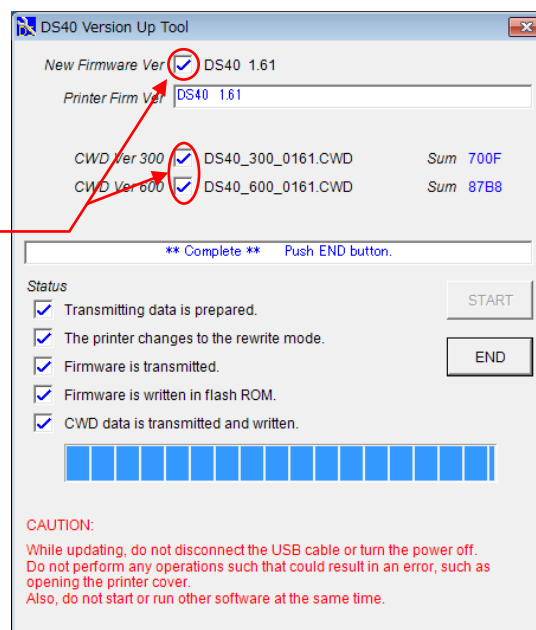 DS40 Version Up Tool
New Firmware Ver DS40 1.61
Printer Firm Ver DS40 1.61
CWD Ver 300 DS40_300_0161.CWD Sum 700F
CWD Ver 600 DS40_600_0161.CWD Sum 87B8
** Complete ** Push END button.
Status
Transmitting data is prepared.
START
The printer changes to the rewrite mode.
Firmware is transmitted.
END
Firmware is written in flash ROM.
CWD data is transmitted and written.
CAUTION:
While updating, do not disconnect the USB cable or turn the power off.
Do not perform any operations such that could result in an error, such as
opening the printer cover.
Also, do not start or run other software at the same time.